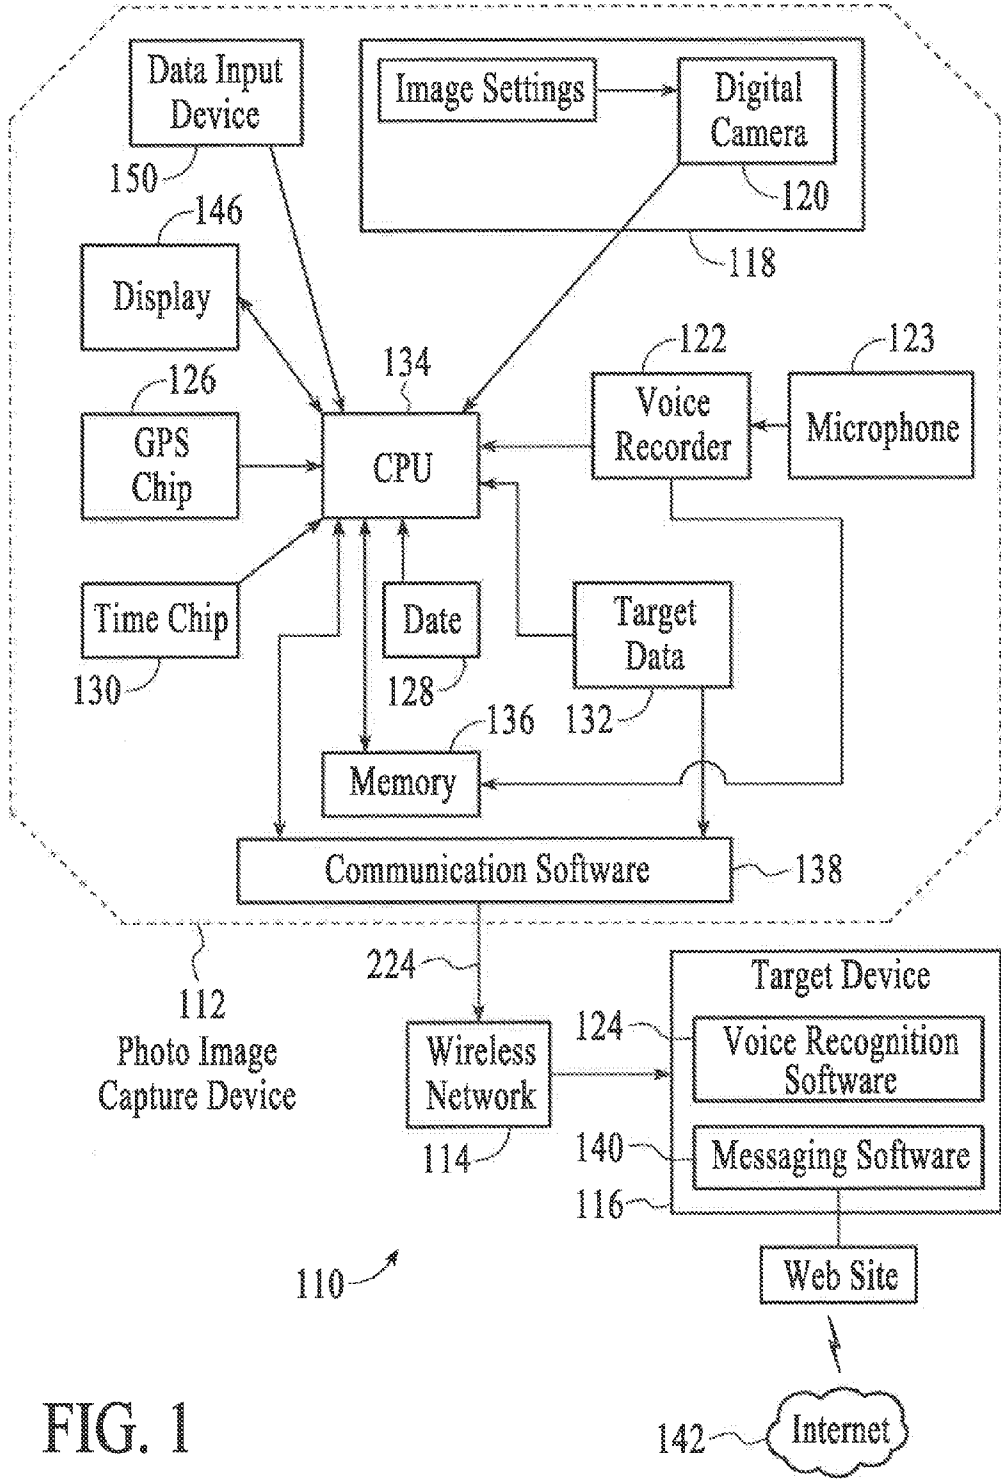 Data Input
Device
150
Image Settings
Digital
Camera
120
118
146
Display
126
GPS
Chip
134
CPU
122
Voice
Recorder
123
Microphone
Time Chip
130
Date
128
Target
Data
132
136
Memory
Communication Software
138
112
Photo Image
Capture Device
224
Wireless
Network
114
Target Device
124
Voice Recognition
Software
140
Messaging Software
116
Web Site
110
142
Internet
FIG. 1